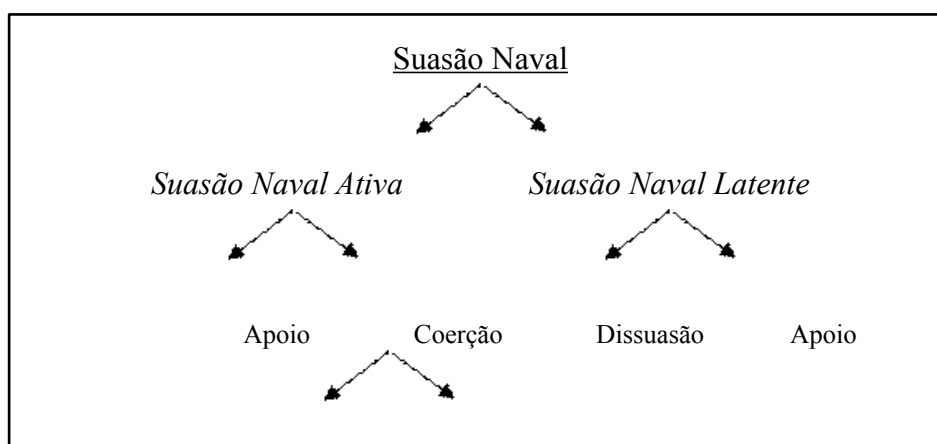 Suasão Naval
Suasão Naval Ativa Suasão Naval Latente
Apoio Coerção Dissuasão Apoio